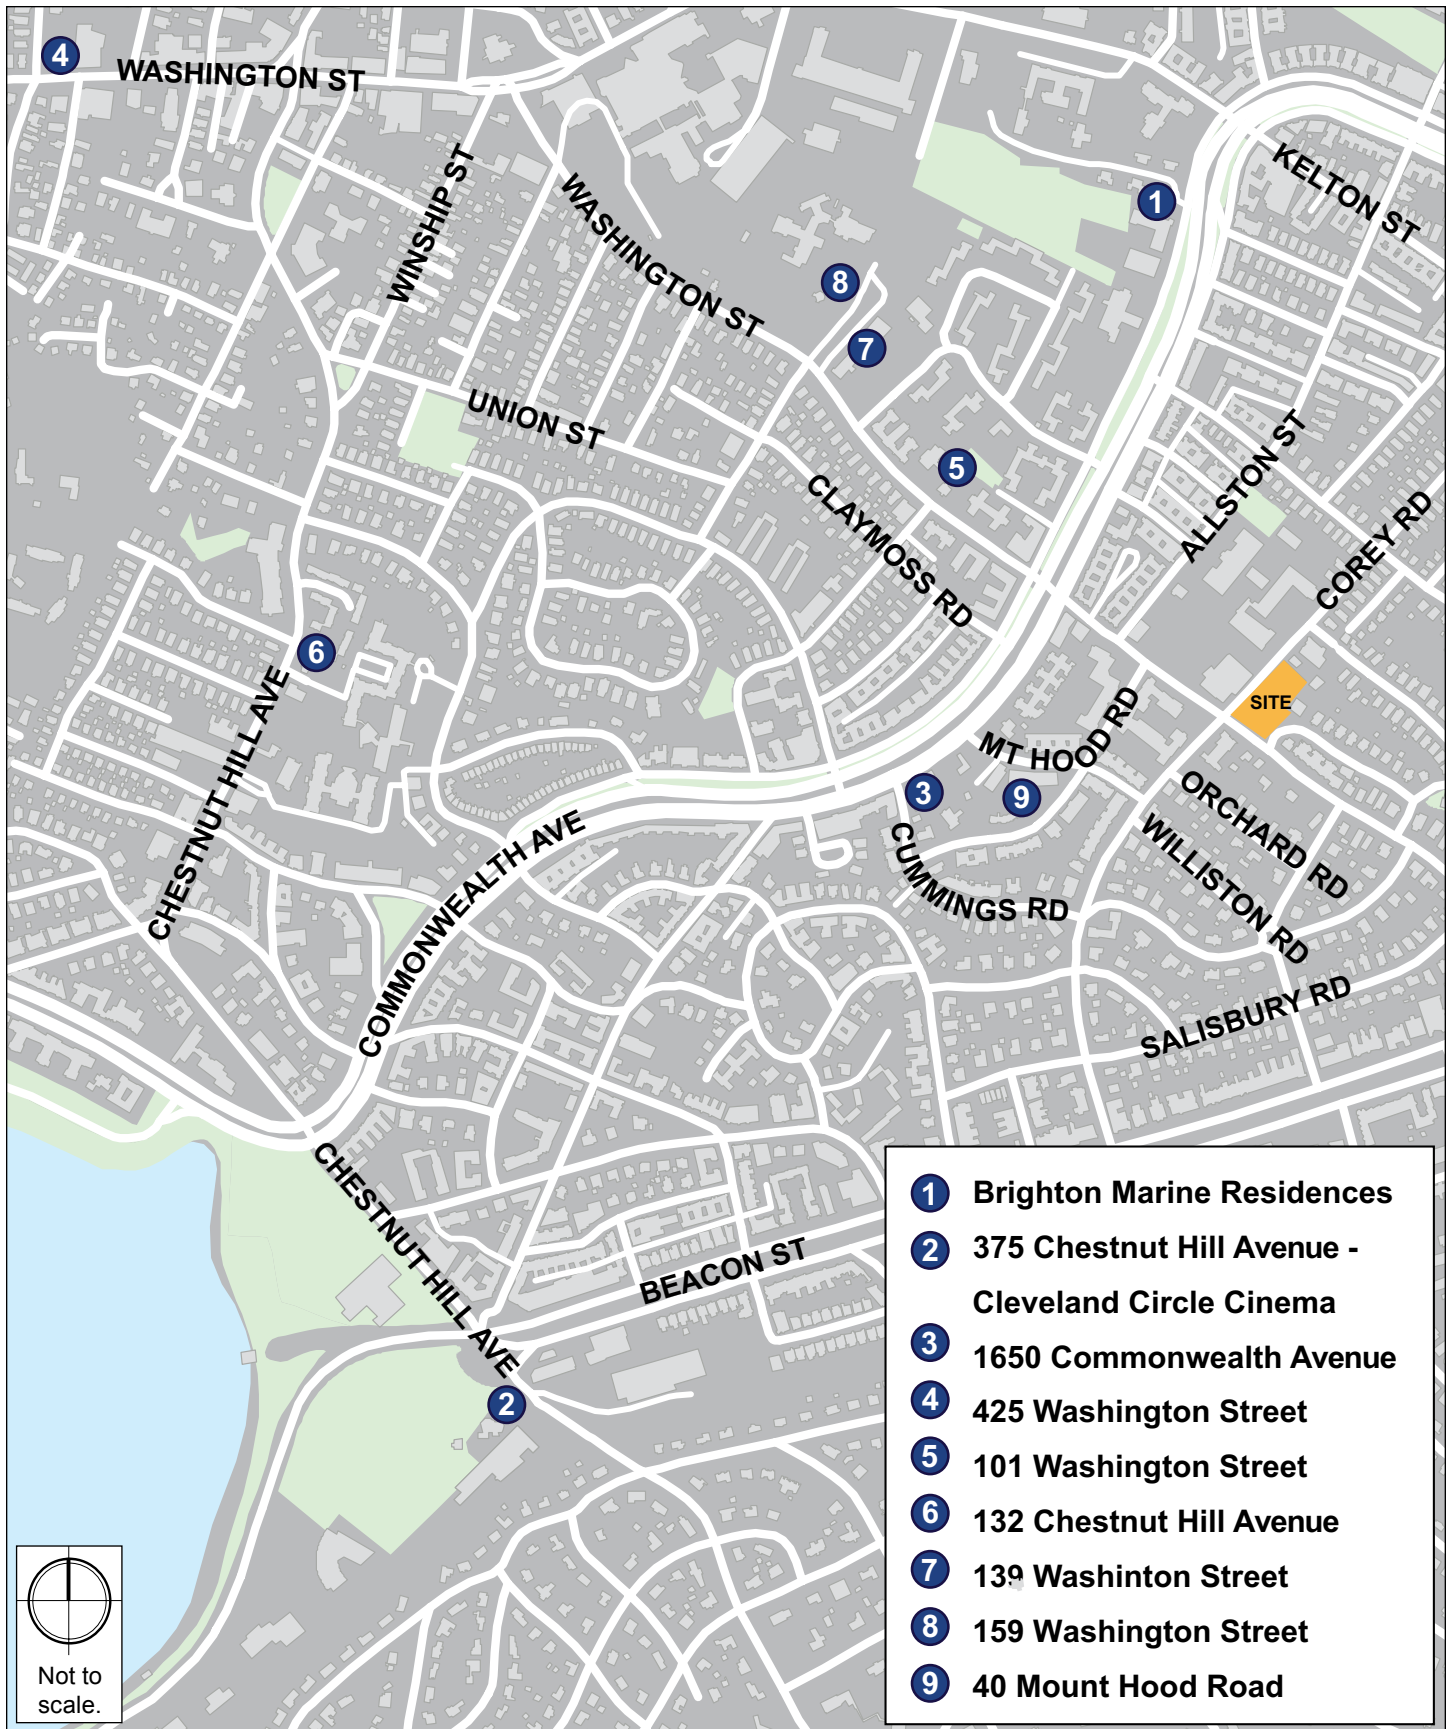 4
WASHINGTON ST
KELTON ST
WINSHIP ST
WASHINGTON ST
1
8
7
UNION ST
5
CLAYMOSS RD
ALLSTON ST
COREY RD
6
CHESTNUT HILL AVE
SITE
MT HOOD RD
3
9
ORCHARD RD
WILLISTON RD
CUMMINGS RD
COMMONWEALTH AVE
SALISBURY RD
CHESTNUT HILL AVE
BEACON ST
2
1 Brighton Marine Residences
2 375 Chestnut Hill Avenue -
Cleveland Circle Cinema
3 1650 Commonwealth Avenue
4 425 Washington Street
5 101 Washington Street
6 132 Chestnut Hill Avenue
7 139 Washinton Street
8 159 Washington Street
9 40 Mount Hood Road
Not to
scale.